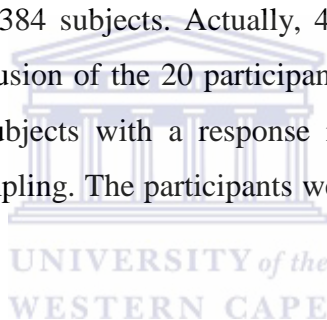 384 subjects. Actually, 4
usion of the 20 participan
ubjects with a response
pling. The participants we
UNIVERSITY of the
WESTERN CAPE